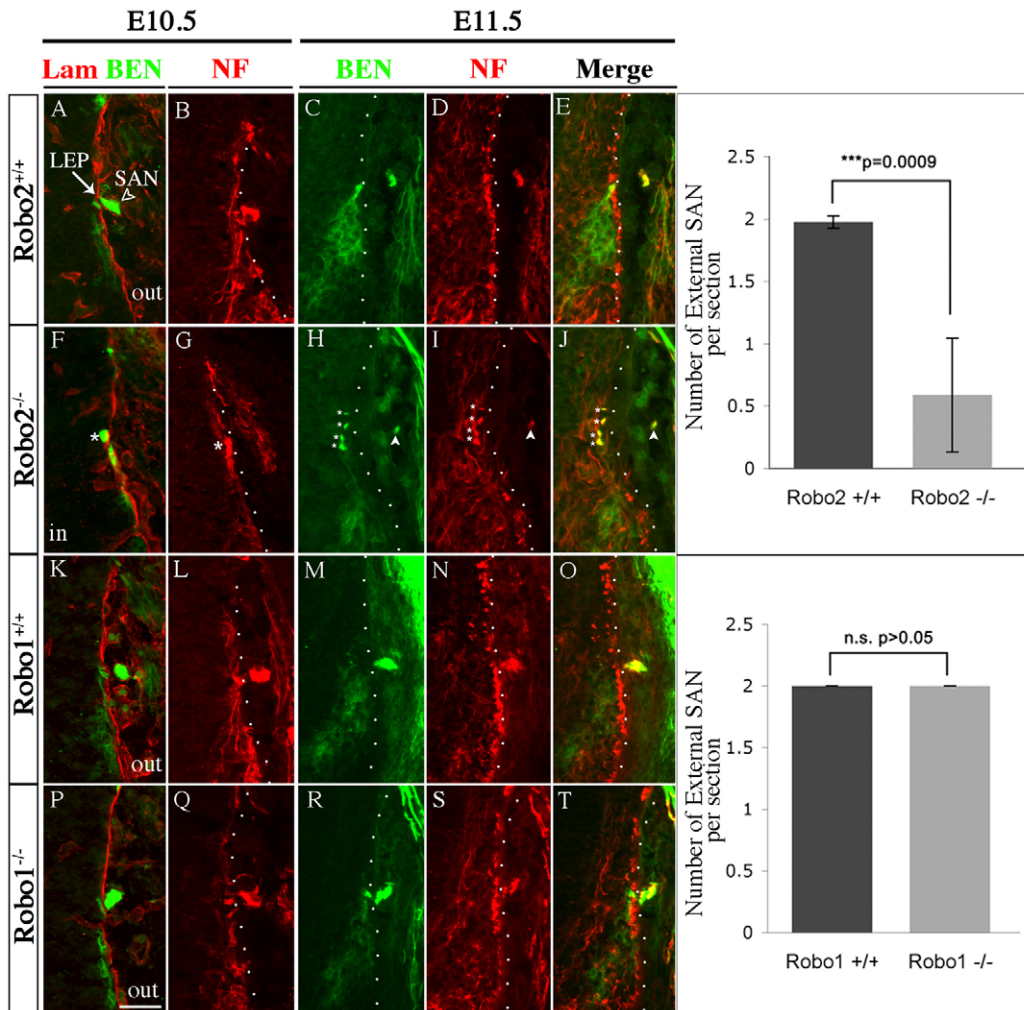 E10.5
E11.5
Lam BEN
NF
BEN
NF
Merge
Robo2+/+
A
LEP
SAN
out
B
C
D
E
Robo2-/-
F
*
in
G
*
H
*
*
*
*
I
*
*
*
*
J
*
*
*
*
Robo1+/+
K
out
L
M
N
O
Robo1-/-
P
out
Q
R
S
T
Number of External SAN
per section
2.5
2
1.5
1
0.5
0
***p=0.0009
Robo2 +/+
Robo2 -/-
Number of External SAN
per section
2.5
2
1.5
1
0.5
0
n.s. p>0.05
Robo1 +/+
Robo1 -/-